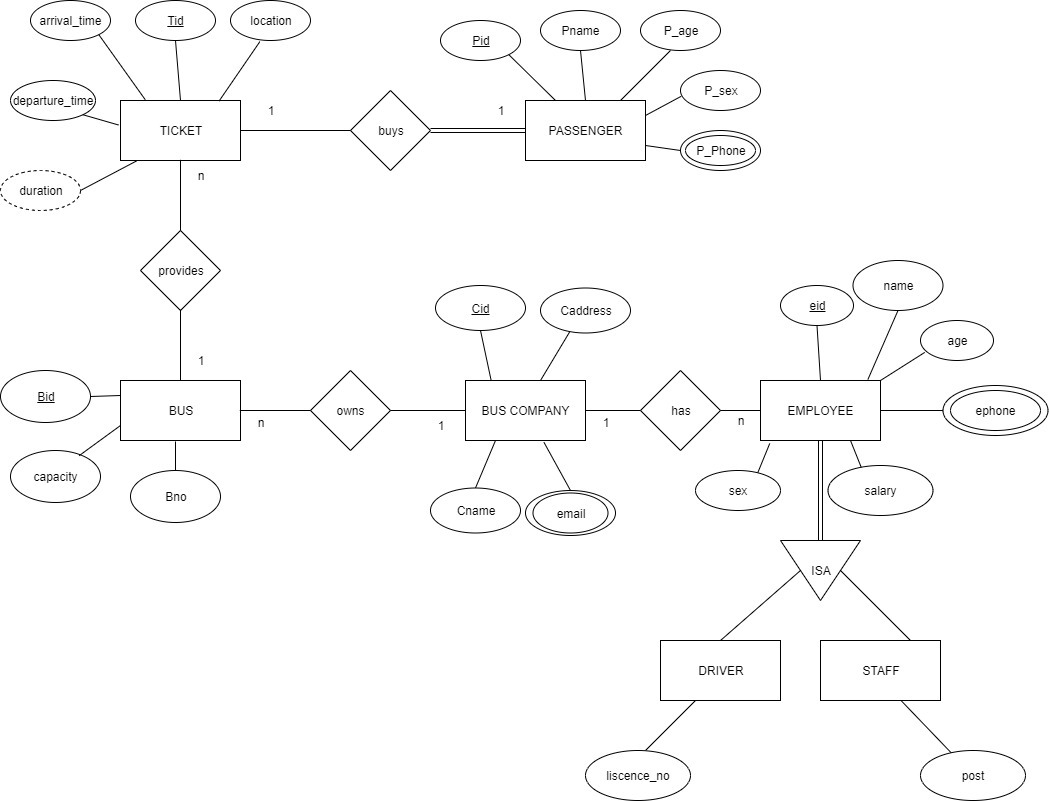 arrival_time
Tid
location
Pid
Pname
P_age
departure_time
P_sex
1
1
TICKET
buys
PASSENGER
P_Phone
n
duration
provides
eid
name
Cid
Caddress
age
1
Bid
BUS
owns
BUS COMPANY
has
EMPLOYEE
ephone
n
1
1
n
capacity
Bno
Cname
email
sex
salary
ISA
DRIVER
STAFF
liscence_no
post